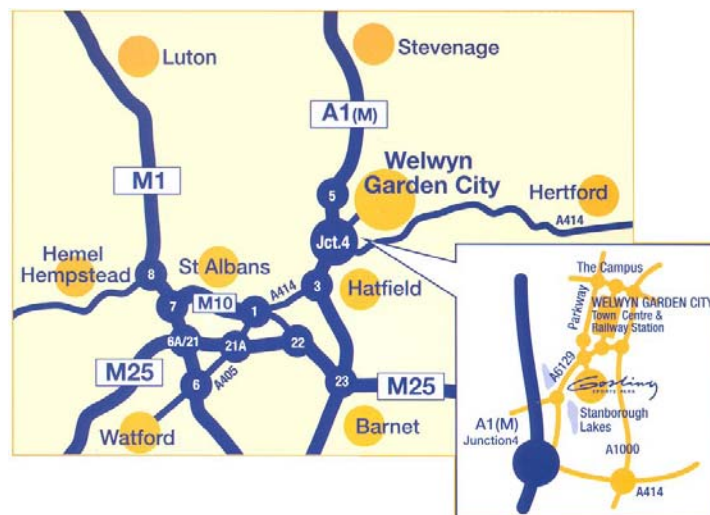 Luton
Stevenage
A1(M)
M1
Welwyn
Garden City
5
Hertford
A414
Jct.4
Hemel
Hempstead
8
St Albans
A414
3
Hatfield
7
M10
1
6A/21
21A
22
M25
6
A405
23
M25
Watford
Barnet
The Campus
Parkway
WELWYN GARDEN CITY
Town Centre &
Railway Station
A6129
Gosling
SPORTS PARK
Stanborough
Lakes
A1(M)
Junction4
A1000
A414